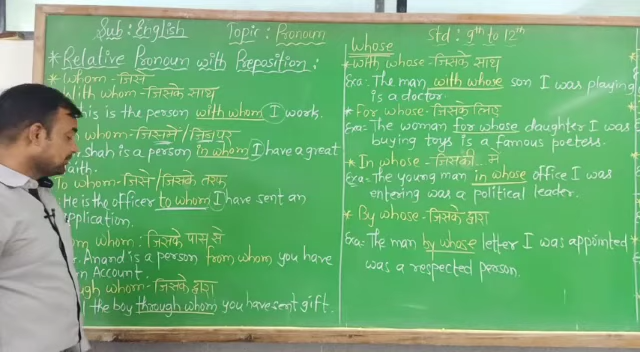 Sub: English Topic: Pronoun Std: 9th to 12th
* Relative Pronoun with Preposition:
* Whom - जिसे
With whom - जिसके साथ
his is the person with whom I work.
whom - जिसमें / जिसपर
Shah is a person in whom I have a great
faith.
To whom - जिसे / जिसके तरफ
He is the officer to whom I have sent an
application.
whom : जिसके पास से
Anand is a person from whom you have
Account.
ugh whom - जिसके द्वारा
the boy through whom you have sent gift.
Whose
* With whose - जिसके साथ
Exa: The man with whose son I was playing
is a doctor.
* For whose - जिसके लिए
Exa: The woman for whose daughter I was
buying toys is a famous poetess.
* In whose - जिसकी.. में
Exa: The young man in whose office I was
entering was a political leader.
* By whose - जिसके द्वारा
Exa: The man by whose letter I was appointed
was a respected person.